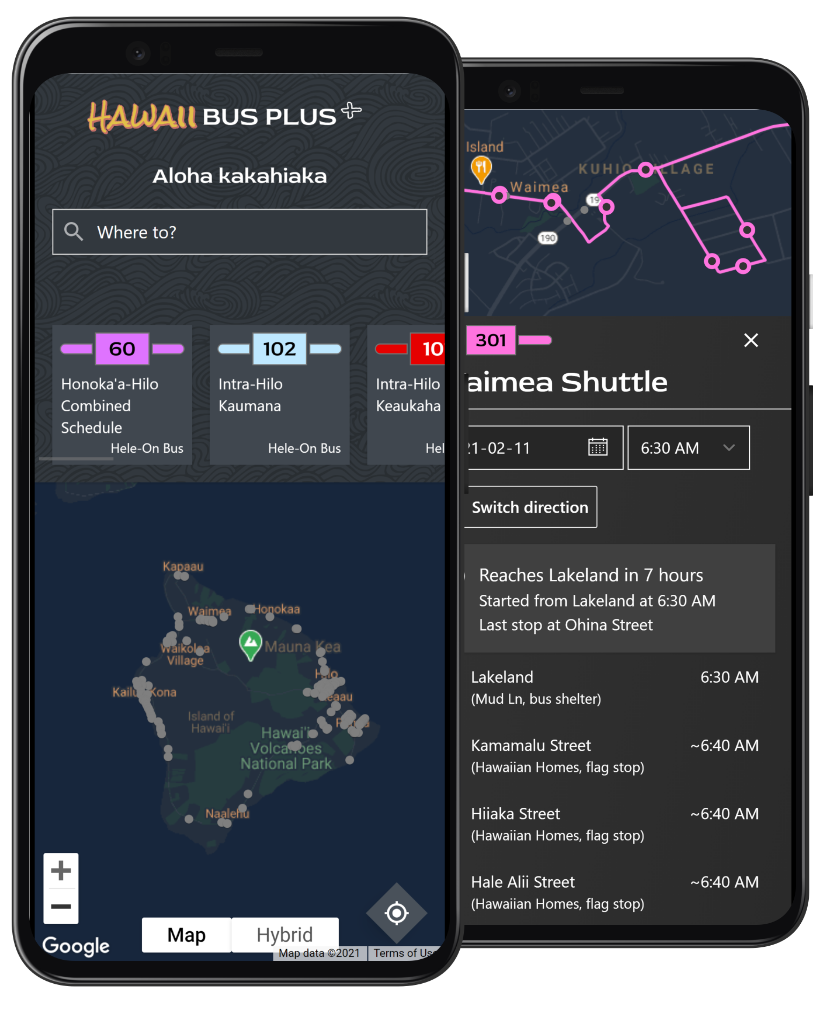 HAWAII BUS PLUS
Aloha kakahiaka
Where to?
60
Honoka'a-Hilo
Combined
Schedule
Hele-On Bus
102
Intra-Hilo
Kaumana
Hele-On Bus
10
Intra-Hilo
Keaukaha
Hel
Kapaau
Waimea
Honokaa
Waikoloa
Village
Mauna Kea
Hilo
Kailua-Kona
Island of
Hawai'i
Hawai'i
Volcanoes
National Park
Naalehu
Map
Hybrid
Google
Map data ©2021
Terms of Us
Island
KUHIO VILLAGE
Waimea
19
190
301
aimea Shuttle
21-02-11
6:30 AM
Switch direction
Reaches Lakeland in 7 hours
Started from Lakeland at 6:30 AM
Last stop at Ohina Street
Lakeland 6:30 AM
(Mud Ln, bus shelter)
Kamamalu Street ~6:40 AM
(Hawaiian Homes, flag stop)
Hiiaka Street ~6:40 AM
(Hawaiian Homes, flag stop)
Hale Alii Street ~6:40 AM
(Hawaiian Homes, flag stop)